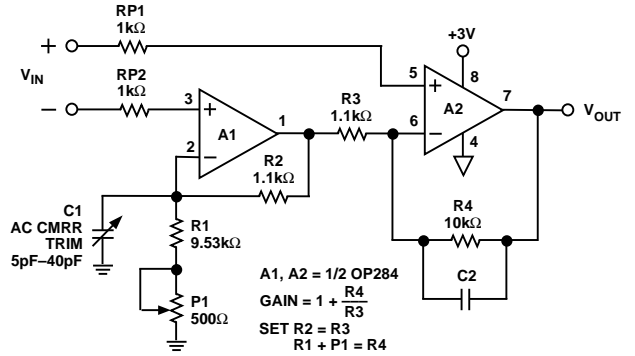 RP1
1kΩ
+
VIN
RP2
1kΩ
–
3
+
A1
2
–
1
R2
1.1kΩ
R3
1.1kΩ
+3V
5
+
8
A2
6
–
4
7
VOUT
R4
10kΩ
C2
C1
AC CMRR
TRIM
5pF–40pF
R1
9.53kΩ
P1
500Ω
A1, A2 = 1/2 OP284
GAIN = 1 + R4
R3
SET R2 = R3
R1 + P1 = R4